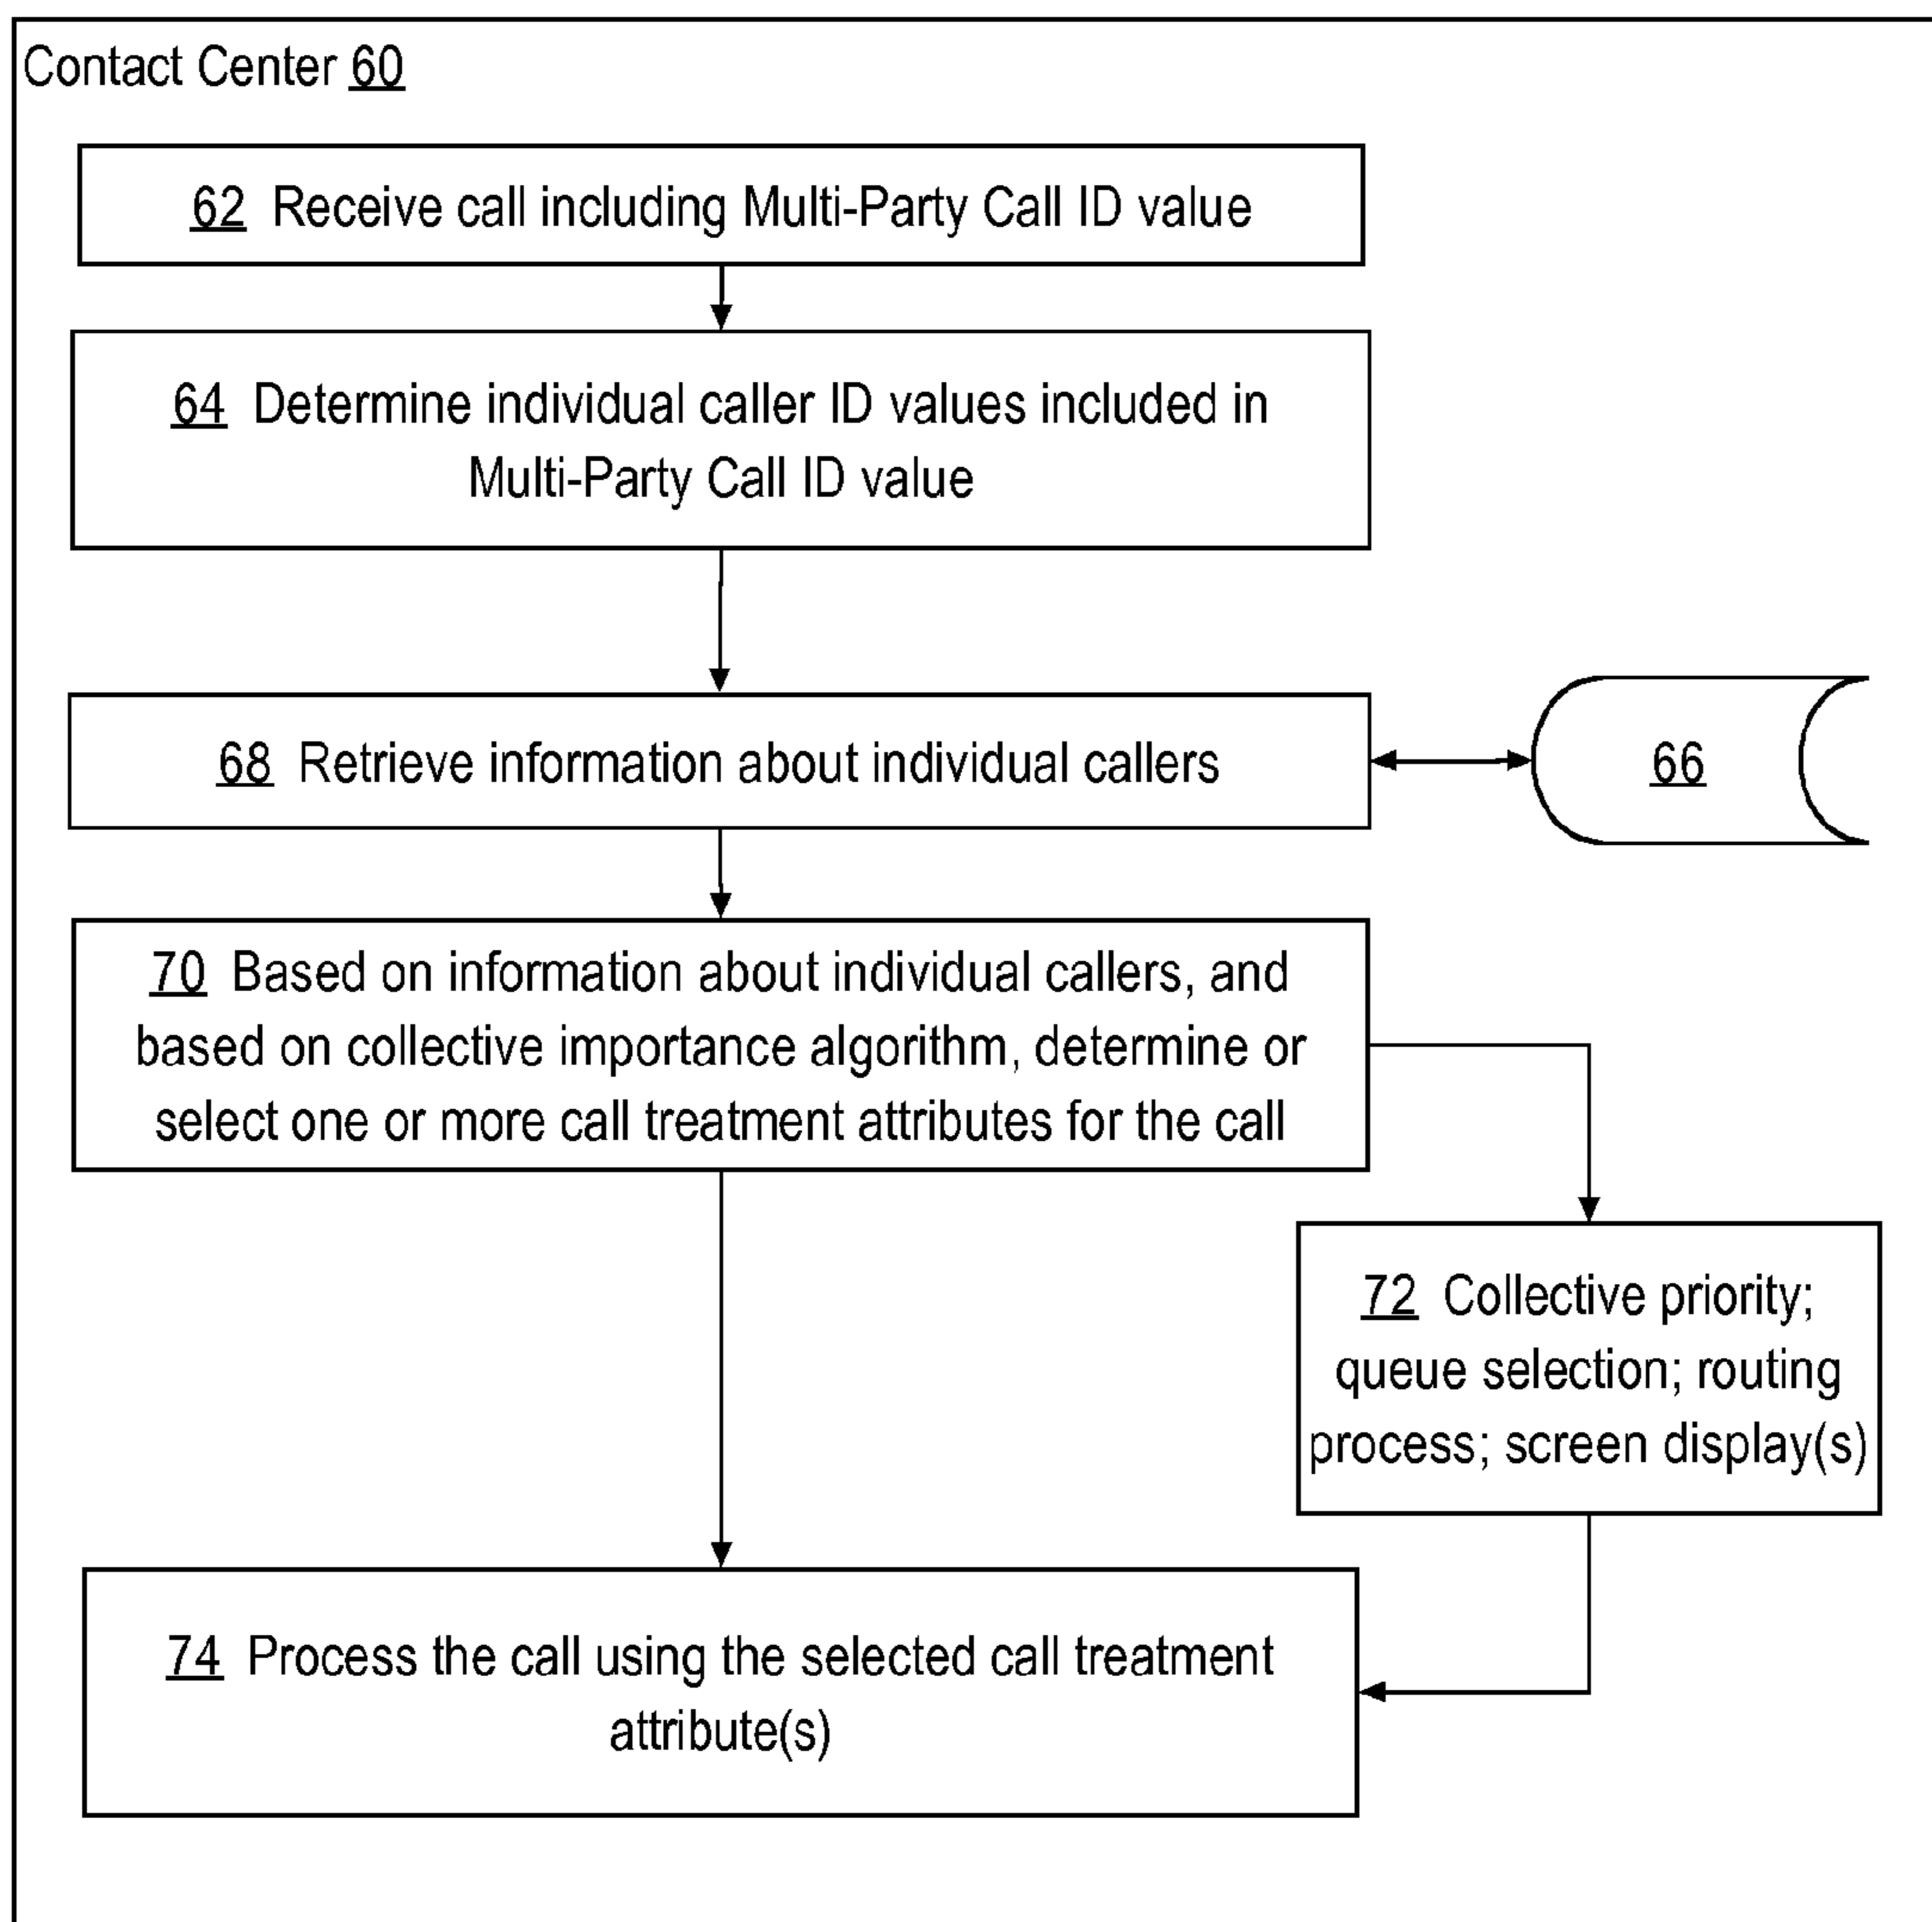 Contact Center 60
62 Receive call including Multi-Party Call ID value
64 Determine individual caller ID values included in
Multi-Party Call ID value
68 Retrieve information about individual callers
66
70 Based on information about individual callers, and
based on collective importance algorithm, determine or
select one or more call treatment attributes for the call
72 Collective priority;
queue selection; routing
process; screen display(s)
74 Process the call using the selected call treatment
attribute(s)